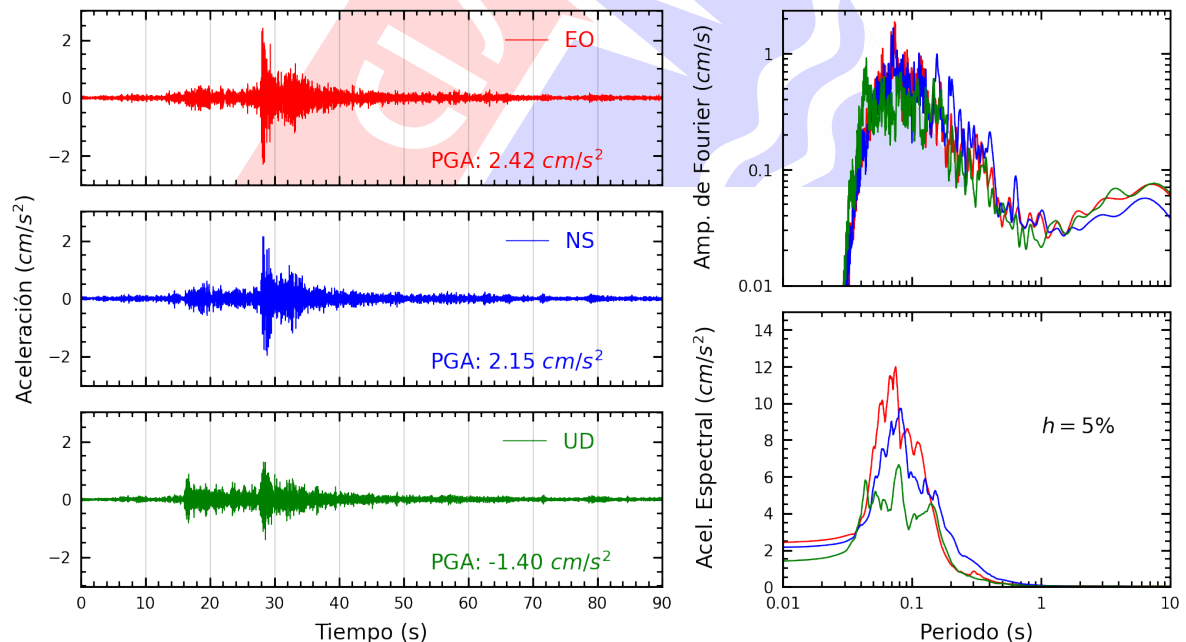 Aceleración (cm/s²)
2
0
−2
EO
PGA: 2.42 cm/s²
2
0
−2
NS
PGA: 2.15 cm/s²
2
0
−2
UD
PGA: -1.40 cm/s²
0 10 20 30 40 50 60 70 80 90
Tiempo (s)
Amp. de Fourier (cm/s)
1
0.1
0.01
Acel. Espectral (cm/s²)
14
12
10
8
6
4
2
0
h = 5%
0.01 0.1 1 10
Periodo (s)